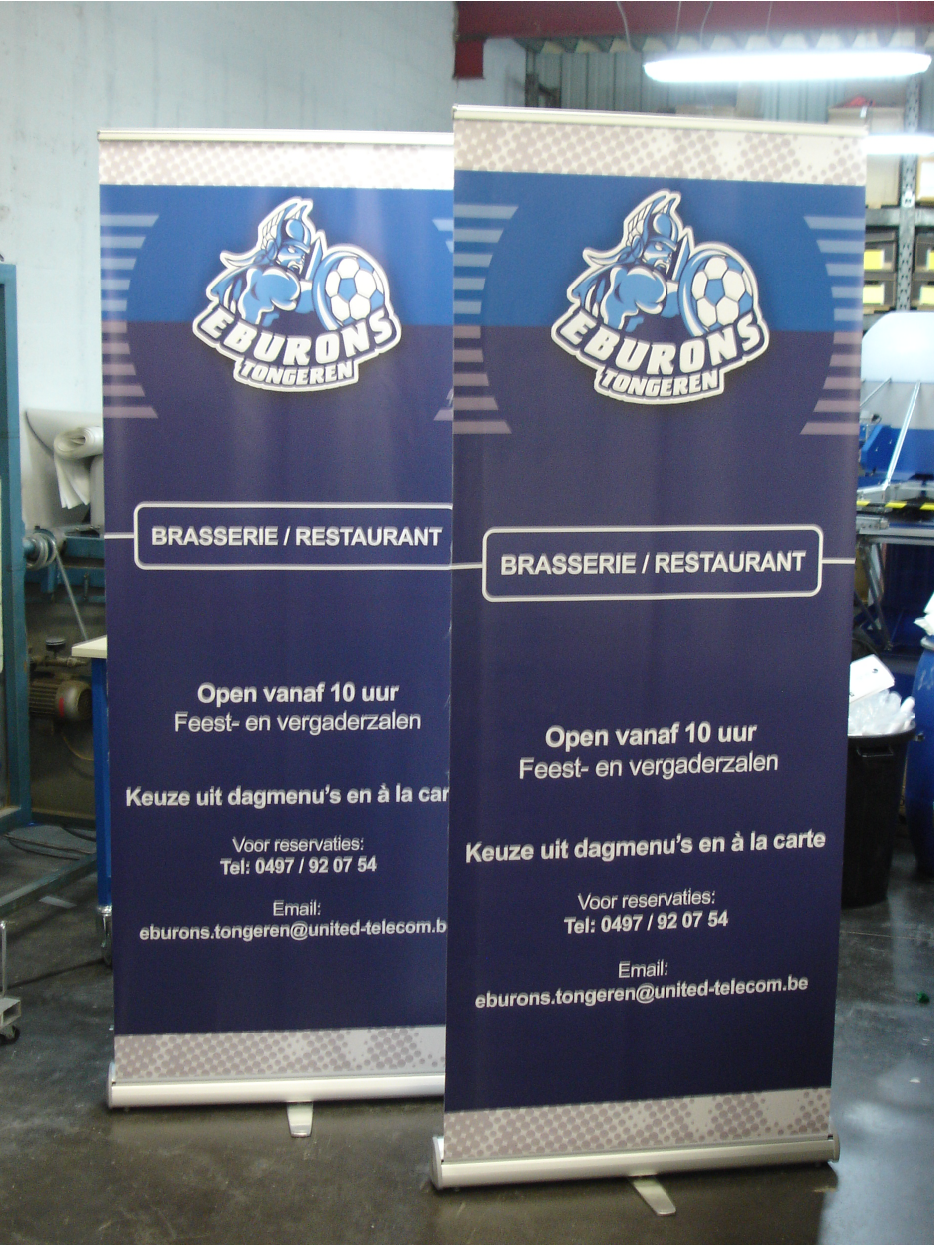 EBURONS
TONGEREN
BRASSERIE / RESTAURANT
Open vanaf 10 uur
Feest- en vergaderzalen
Keuze uit dagmenu's en à la car
Voor reservaties:
Tel: 0497 / 92 07 54
Email:
eburons.tongeren@united-telecom.b
EBURONS
TONGEREN
BRASSERIE / RESTAURANT
Open vanaf 10 uur
Feest- en vergaderzalen
Keuze uit dagmenu's en à la carte
Voor reservaties:
Tel: 0497 / 92 07 54
Email:
eburons.tongeren@united-telecom.be